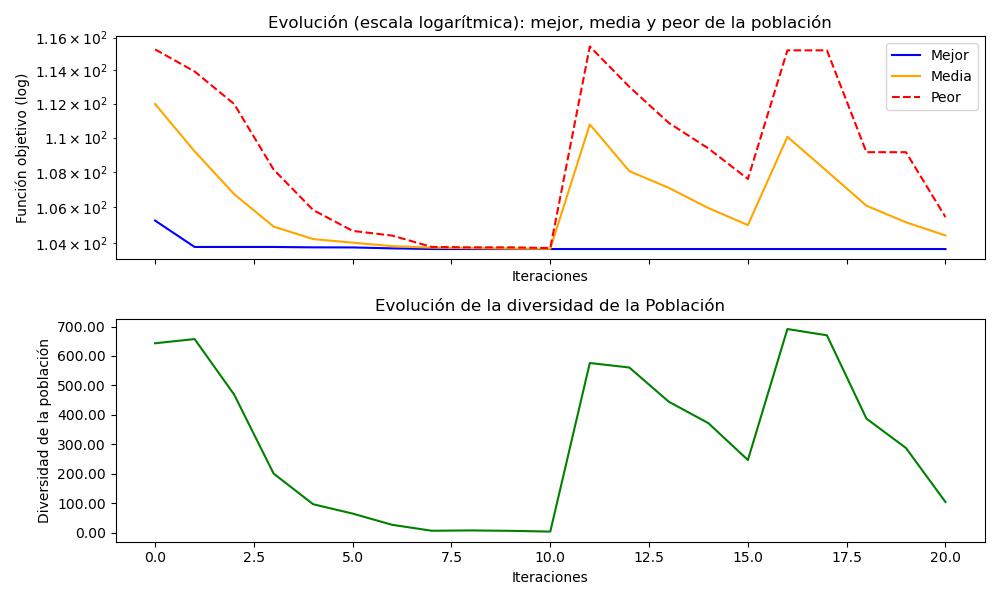 Evolución (escala logarítmica): mejor, media y peor de la población
1.16 × 10²
1.14 × 10²
1.12 × 10²
1.1 × 10²
1.08 × 10²
1.06 × 10²
1.04 × 10²
Función objetivo (log)
Mejor
Media
Peor
Iteraciones
Evolución de la diversidad de la Población
700.00
600.00
500.00
400.00
300.00
200.00
100.00
0.00
Diversidad de la población
0.0 2.5 5.0 7.5 10.0 12.5 15.0 17.5 20.0
Iteraciones